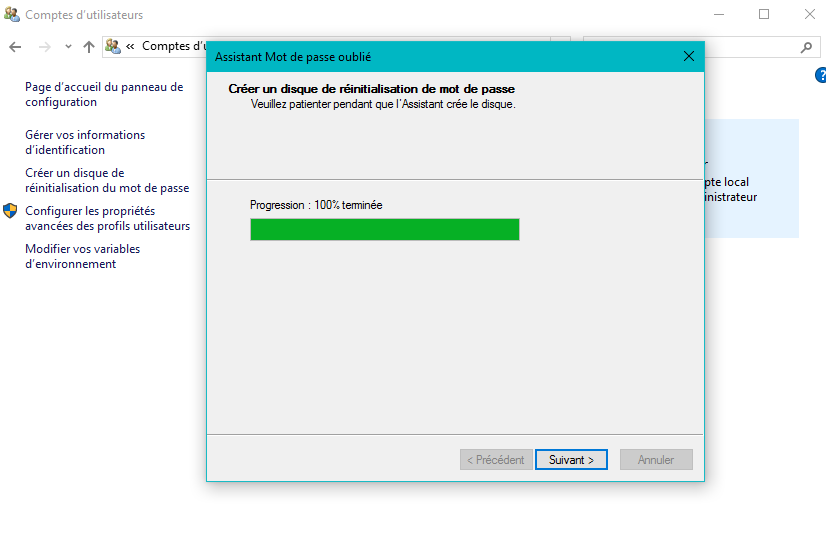 Comptes d'utilisateurs
« Comptes d'u
Assistant Mot de passe oublié
Créer un disque de réinitialisation de mot de passe
Veuillez patienter pendant que l'Assistant crée le disque.
Page d'accueil du panneau de
configuration
Gérer vos informations
d'identification
Créer un disque de
réinitialisation du mot de passe
Configurer les propriétés
avancées des profils utilisateurs
Modifier vos variables
d'environnement
Progression : 100% terminée
pte local
inistrateur
< Précédent
Suivant >
Annuler
?